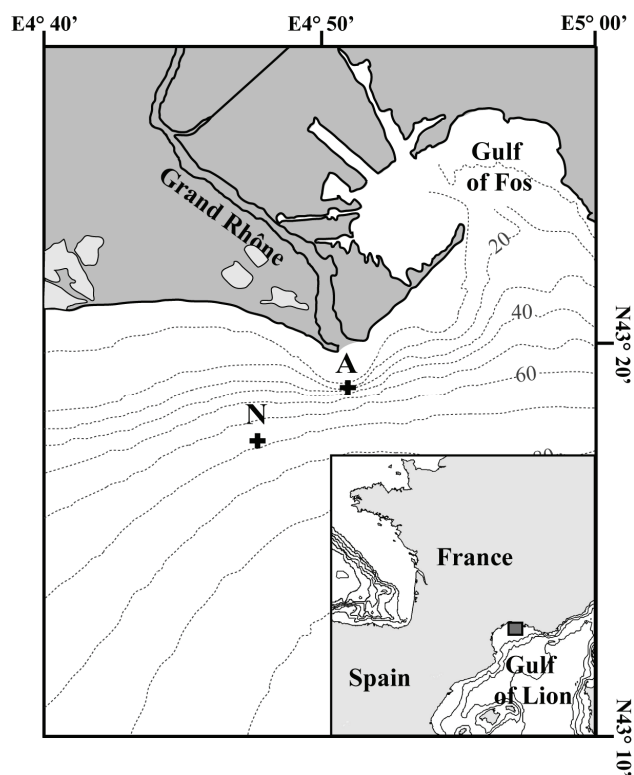 E4° 40’
E4° 50’
E5° 00’
Gulf
of Fos
Grand Rhône
20
40
N43° 20’
A
60
N
France
Spain
Gulf
of Lion
N43° 10’